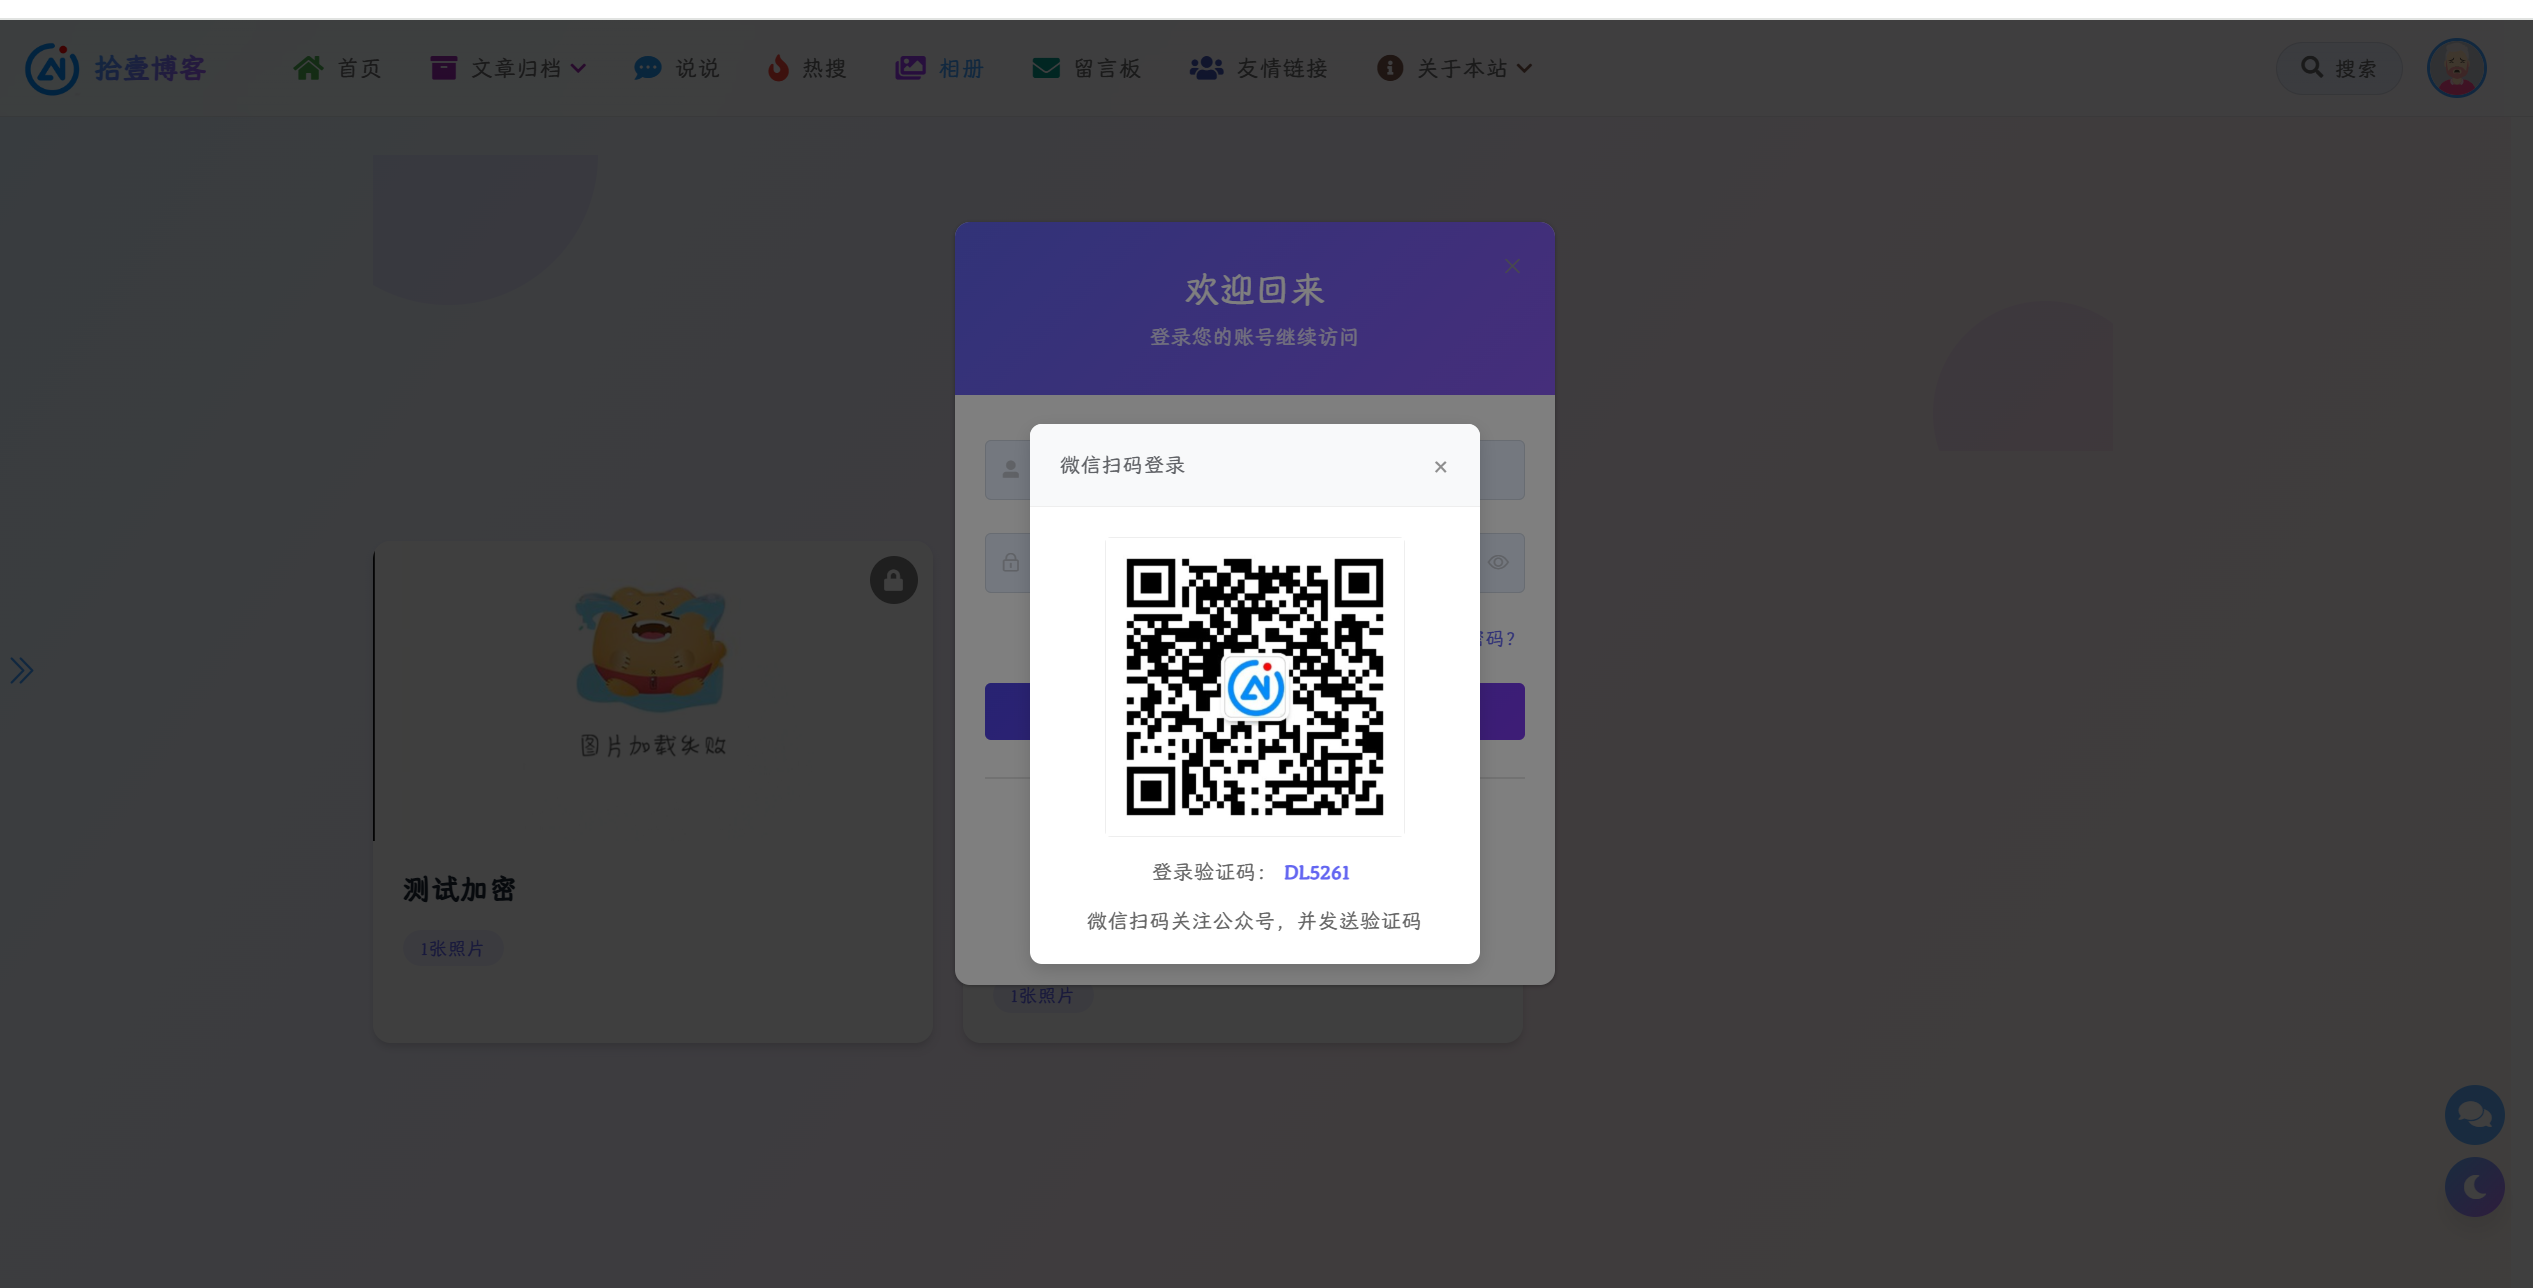 拾壹博客
首页
文章归档
说说
热搜
相册
留言板
友情链接
关于本站
搜索
欢迎回来
登录您的账号继续访问
微信扫码登录
码?
登录验证码： DL5261
微信扫码关注公众号，并发送验证码
图片加载失败
测试加密
1张照片
1张照片